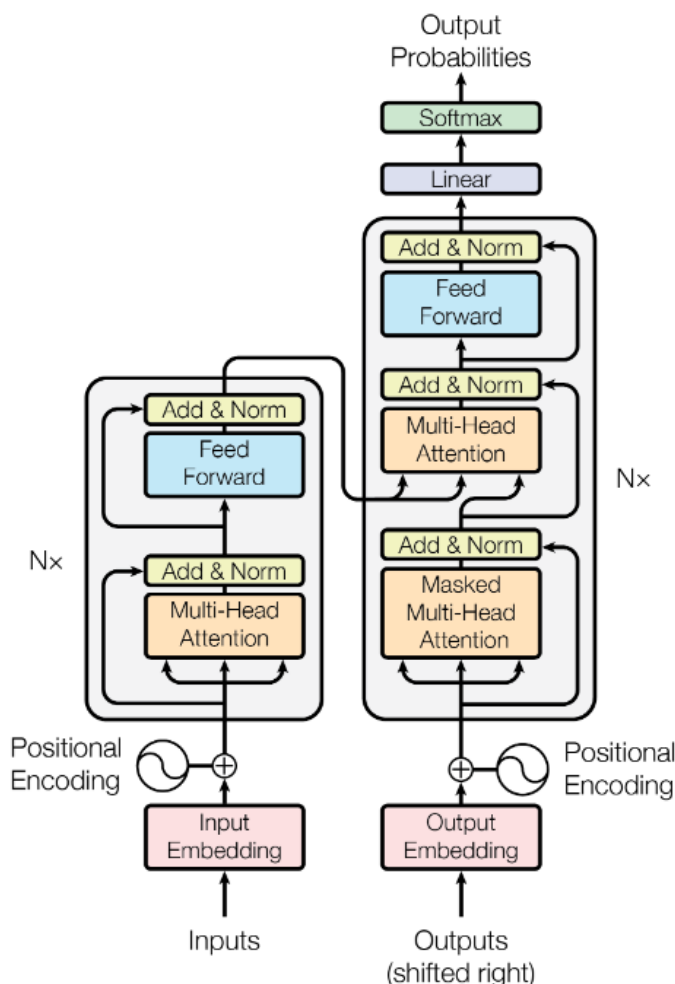 Output
Probabilities
Softmax
Linear
Add & Norm
Feed
Forward
Add & Norm
Multi-Head
Attention
Add & Norm
Masked
Multi-Head
Attention
Nx
Add & Norm
Feed
Forward
Add & Norm
Multi-Head
Attention
Nx
Positional
Encoding
Positional
Encoding
Input
Embedding
Output
Embedding
Inputs
Outputs
(shifted right)